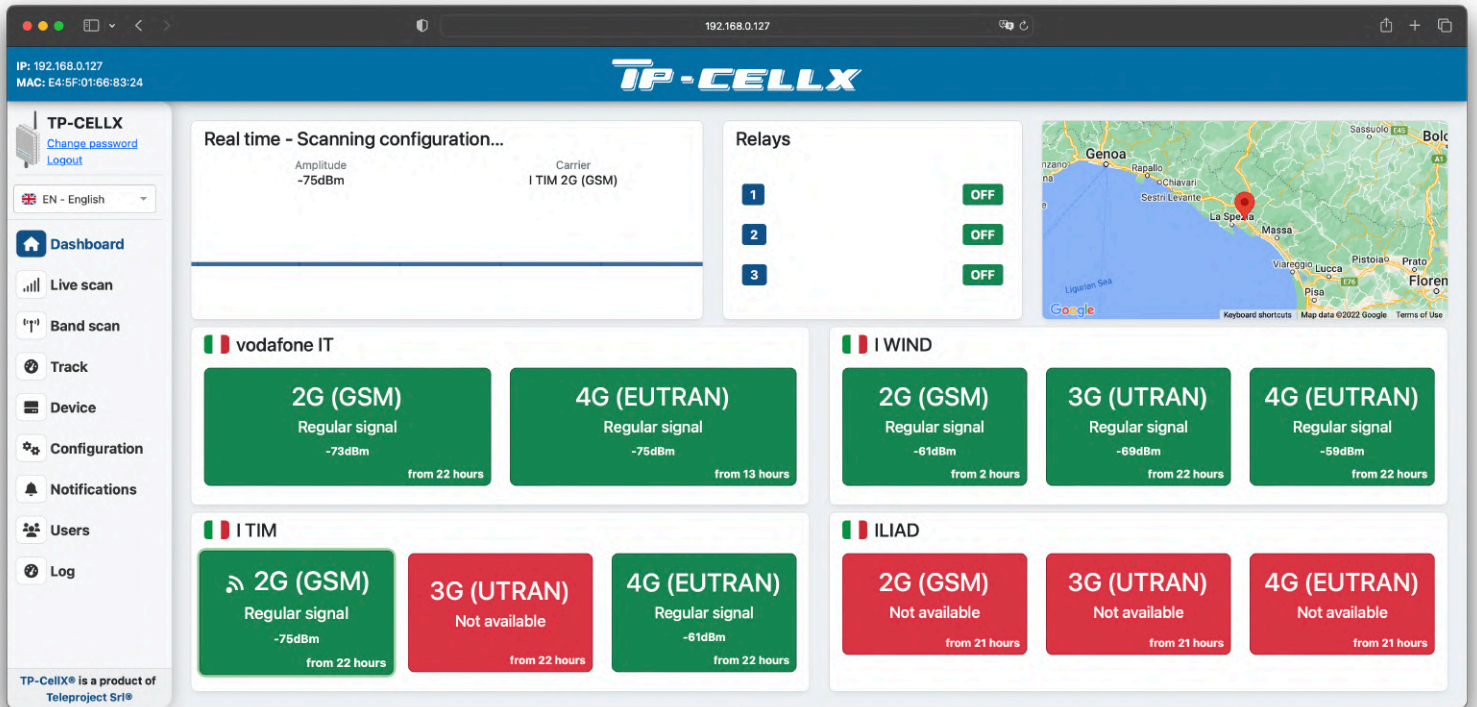 192.168.0.127
IP: 192.168.0.127
MAC: E4:5F:01:66:83:24
TP-CELLX
TP-CELLX
Change password
Logout
EN - English
Dashboard
Live scan
Band scan
Track
Device
Configuration
Notifications
Users
Log
TP-CellX® is a product of
Teleproject Srl®
Real time - Scanning configuration...
Amplitude
-75dBm
Carrier
I TIM 2G (GSM)
Relays
1 OFF
2 OFF
3 OFF
Sassuolo
E45
Bolo
A1
Genoa
Rapallo
Chiavari
Sestri Levante
La Spezia
Massa
Viareggio
Lucca
Pistoia
Prato
E76
Floren
Pisa
Ligurian Sea
Google
Keyboard shortcuts
Map data ©2022 Google
Terms of Use
vodafone IT
2G (GSM)
Regular signal
-73dBm
from 22 hours
4G (EUTRAN)
Regular signal
-75dBm
from 13 hours
I WIND
2G (GSM)
Regular signal
-61dBm
from 2 hours
3G (UTRAN)
Regular signal
-69dBm
from 22 hours
4G (EUTRAN)
Regular signal
-59dBm
from 22 hours
I TIM
2G (GSM)
Regular signal
-75dBm
from 22 hours
3G (UTRAN)
Not available
from 22 hours
4G (EUTRAN)
Regular signal
-61dBm
from 22 hours
ILIAD
2G (GSM)
Not available
from 21 hours
3G (UTRAN)
Not available
from 21 hours
4G (EUTRAN)
Not available
from 21 hours